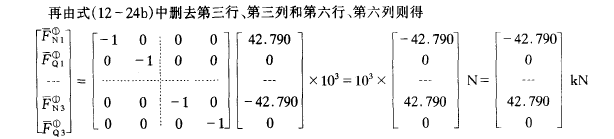 再由式(12－24b)中删去第三行、第三列和第六行、第六列则得
[F̄N1① F̄Q1① --- F̄N3① F̄Q3①] = [-1 0 0 0; 0 -1 0 0; 0 0 -1 0; 0 0 0 -1] [42.790 0 --- -42.790 0] ×10³ = 10³ × [-42.790 0 --- 42.790 0] N = [-42.790 0 --- 42.790 0] kN